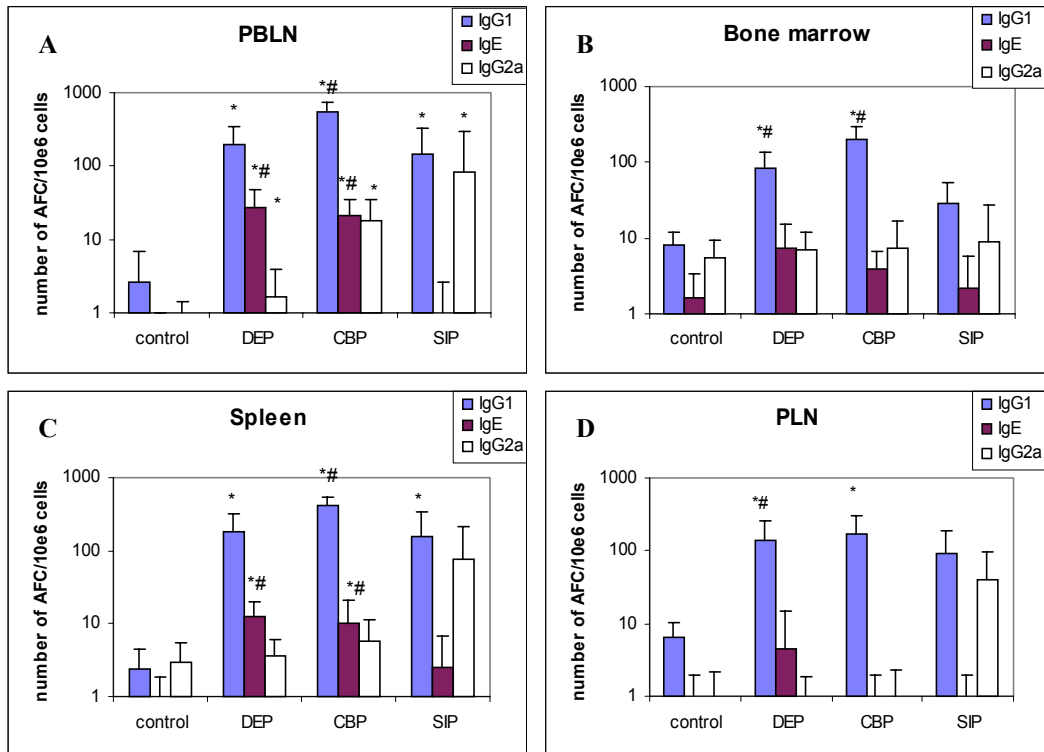 A
PBLN
IgG1
IgE
IgG2a
number of AFC/10e6 cells
1000
100
10
1
*
*#
*
*#
*#
*
*
*
control
DEP
CBP
SIP
B
Bone marrow
IgG1
IgE
IgG2a
number of AFC/10e6 cells
1000
100
10
1
*#
*#
control
DEP
CBP
SIP
C
Spleen
IgG1
IgE
IgG2a
number of AFC/10e6 cells
1000
100
10
1
*
*#
*#
*#
*
control
DEP
CBP
SIP
D
PLN
IgG1
IgE
IgG2a
number of AFC/10e6 cells
1000
100
10
1
*#
*
control
DEP
CBP
SIP